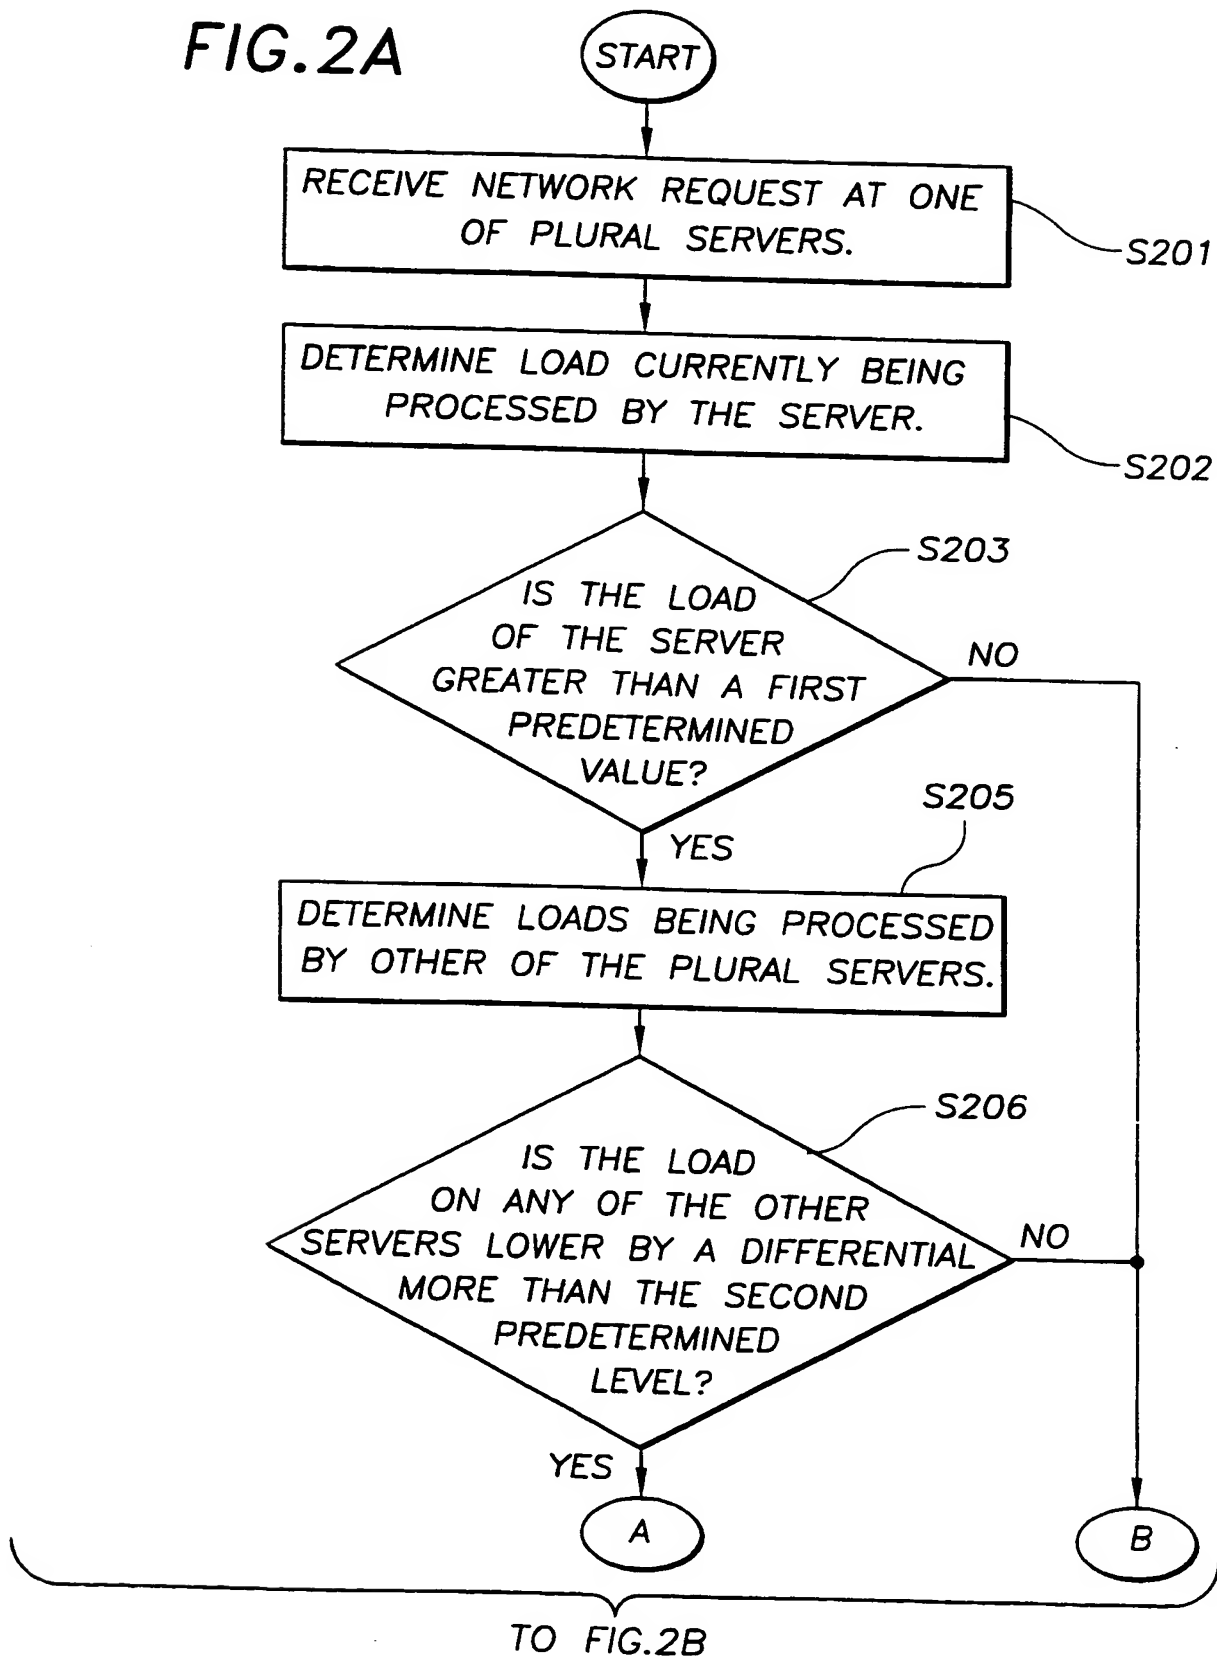 FIG.2A
START
RECEIVE NETWORK REQUEST AT ONE
OF PLURAL SERVERS.
S201
DETERMINE LOAD CURRENTLY BEING
PROCESSED BY THE SERVER.
S202
S203
IS THE LOAD
OF THE SERVER
GREATER THAN A FIRST
PREDETERMINED
VALUE?
NO
YES
S205
DETERMINE LOADS BEING PROCESSED
BY OTHER OF THE PLURAL SERVERS.
S206
IS THE LOAD
ON ANY OF THE OTHER
SERVERS LOWER BY A DIFFERENTIAL
MORE THAN THE SECOND
PREDETERMINED
LEVEL?
NO
YES
A
B
TO FIG.2B